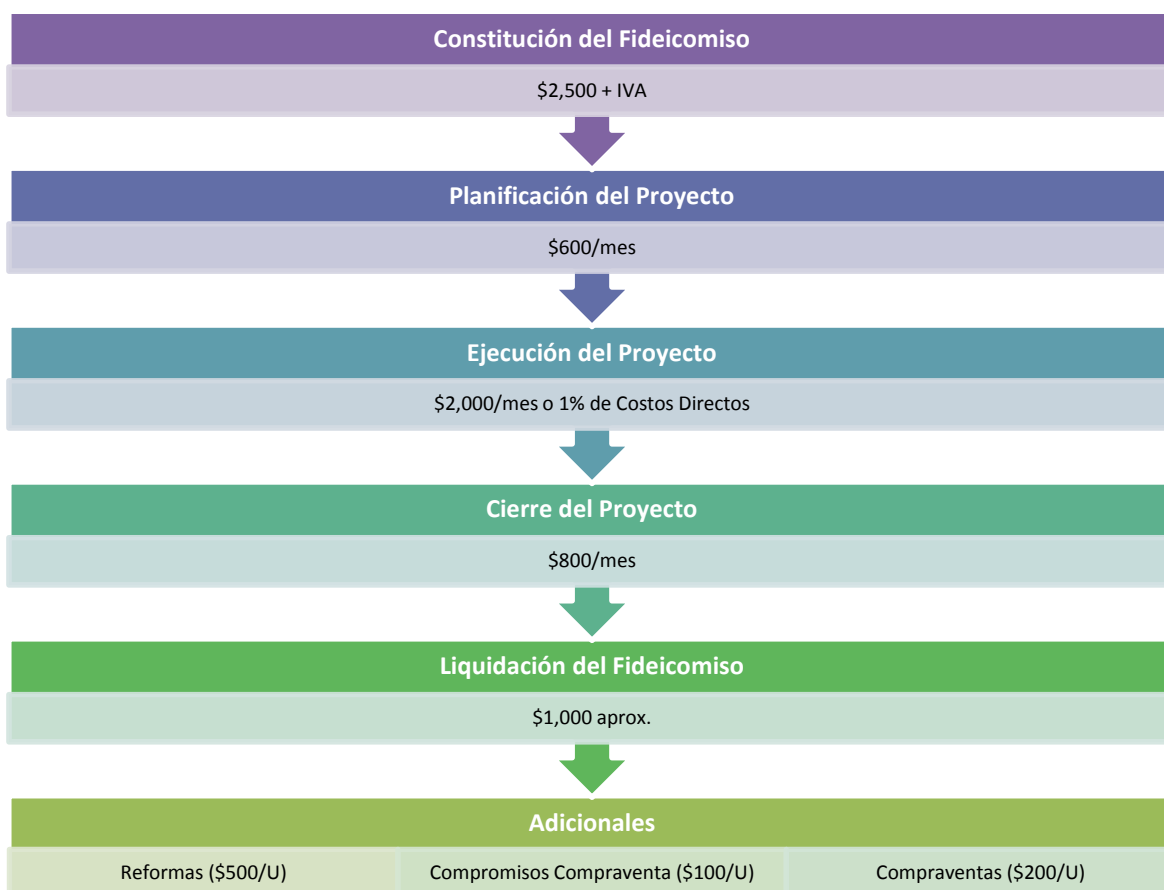 Constitución del Fideicomiso
$2,500 + IVA
Planificación del Proyecto
$600/mes
Ejecución del Proyecto
$2,000/mes o 1% de Costos Directos
Cierre del Proyecto
$800/mes
Liquidación del Fideicomiso
$1,000 aprox.
Adicionales
Reformas ($500/U) Compromisos Compraventa ($100/U) Compraventas ($200/U)